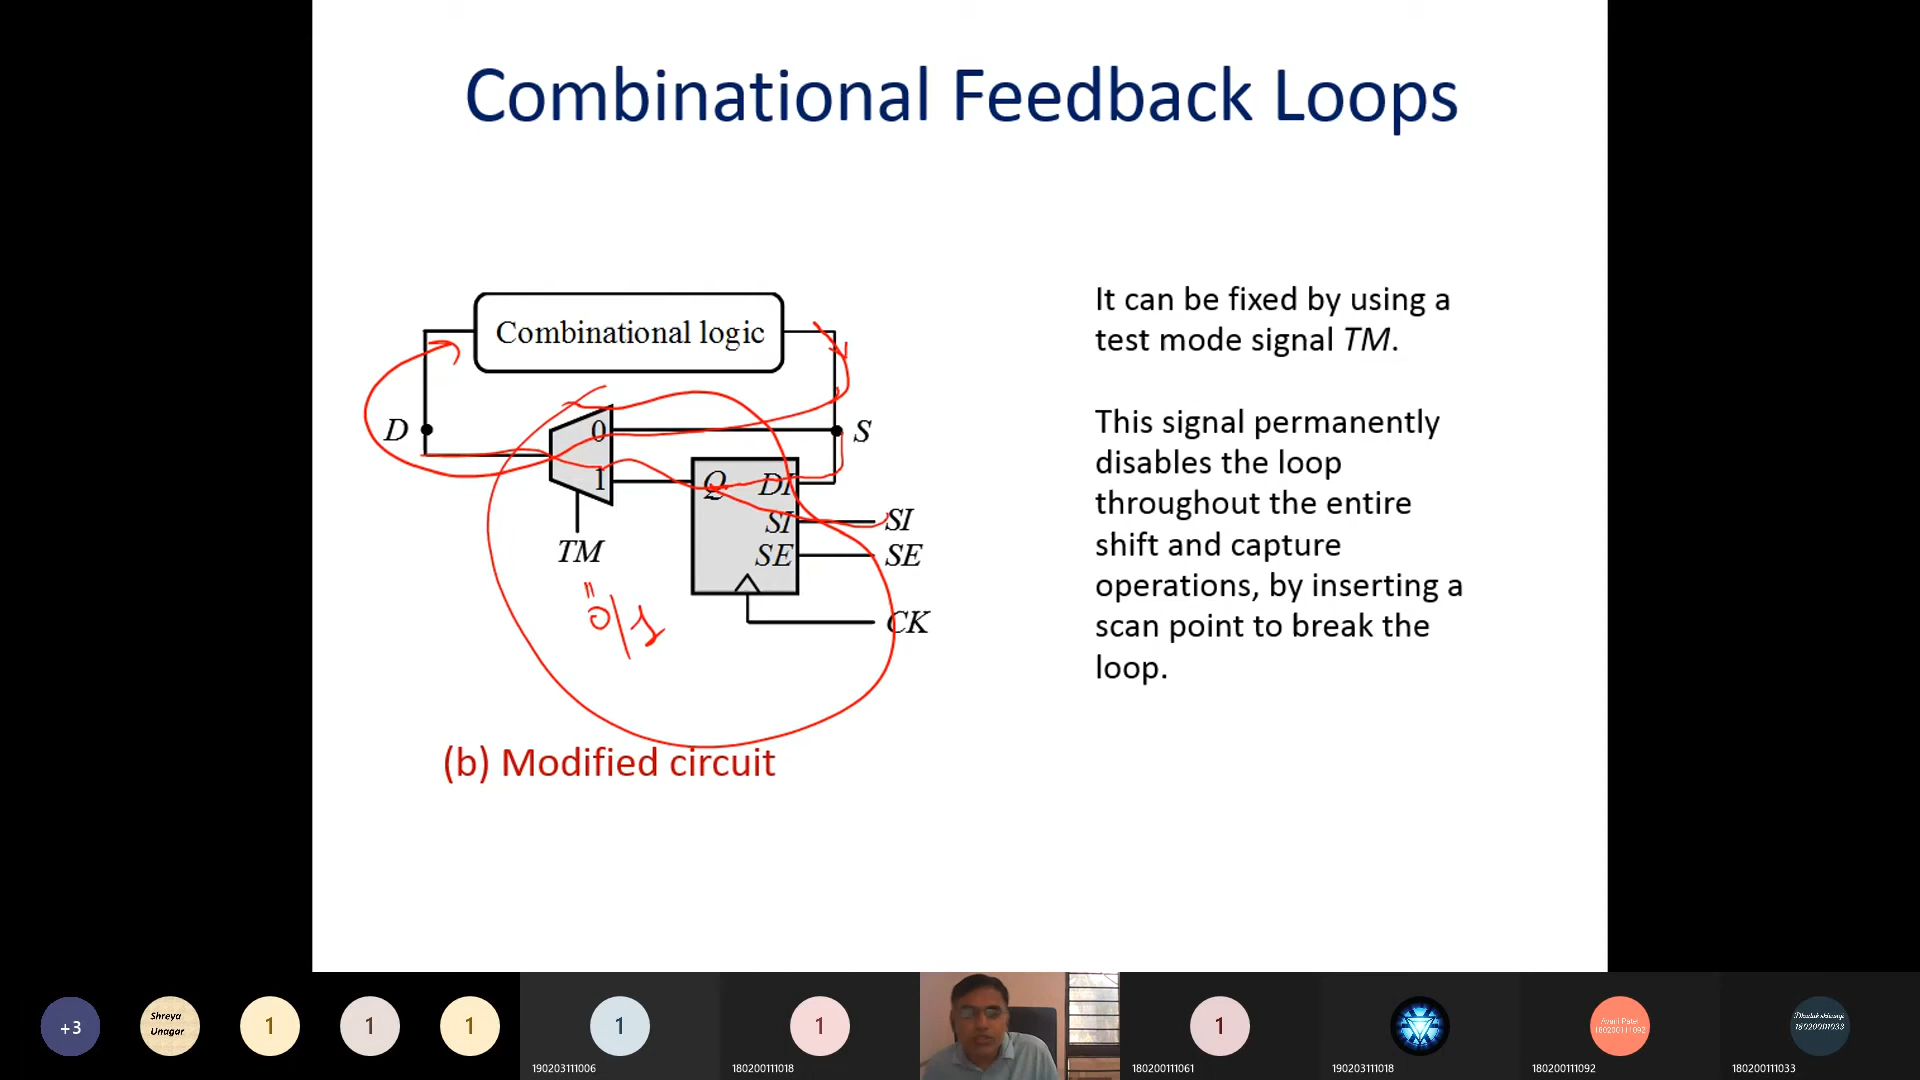 Combinational Feedback Loops
Combinational logic
It can be fixed by using a
test mode signal TM.
This signal permanently
disables the loop
throughout the entire
shift and capture
operations, by inserting a
scan point to break the
loop.
D
0
S
1
Q
DI
SI
SI
TM
SE
SE
0/1
CK
(b) Modified circuit
+3
Shreya
Unagar
1
1
1
1
190203111006
1
180200111018
1
180200111061
190203111018
180200111092
180200111092
18020011033
180200111033